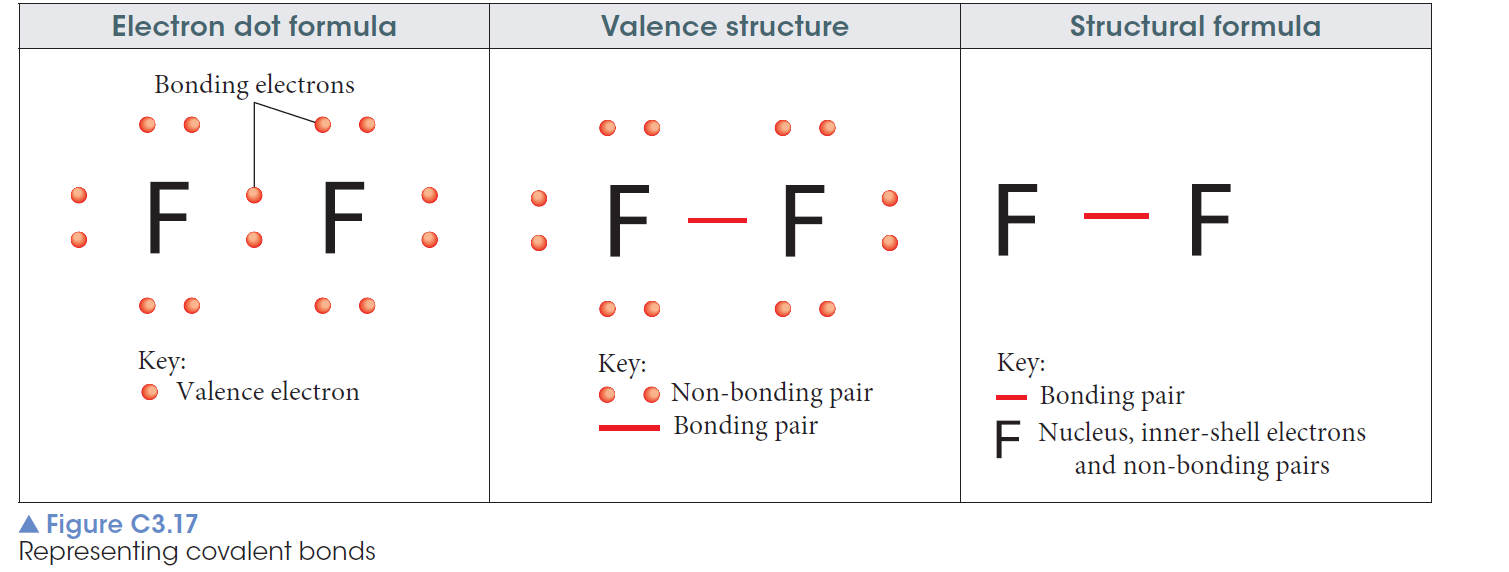 Electron dot formula
Valence structure
Structural formula
Bonding electrons
F F
Key:
Valence electron
F F
Key:
Non-bonding pair
Bonding pair
F F
Key:
Bonding pair
F Nucleus, inner-shell electrons
and non-bonding pairs
▲ Figure C3.17
Representing covalent bonds